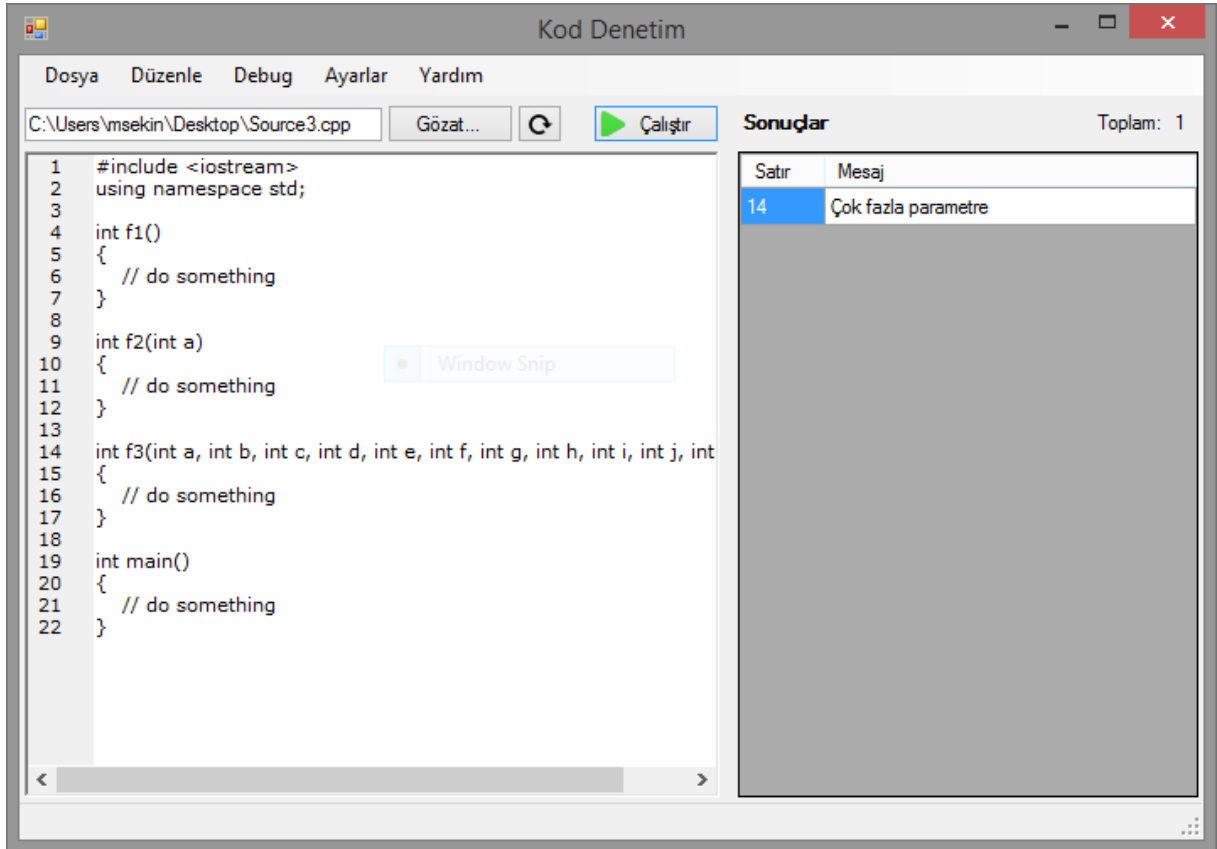 Kod Denetim
Dosya Düzenle Debug Ayarlar Yardım
C:\Users\msekin\Desktop\Source3.cpp Gözat... Çalıştır Sonuçlar Toplam: 1
Satır Mesaj
14 Çok fazla parametre
1 #include <iostream>
2 using namespace std;
3
4 int f1()
5 {
6 // do something
7 }
8
9 int f2(int a)
10 {
Window Snip
11 // do something
12 }
13
14 int f3(int a, int b, int c, int d, int e, int f, int g, int h, int i, int j, int
15 {
16 // do something
17 }
18
19 int main()
20 {
21 // do something
22 }